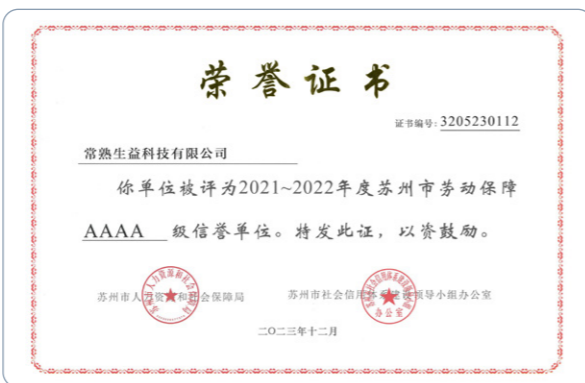 荣誉证书
证书编号: 3205230112
常熟生益科技有限公司
你单位被评为2021~2022年度苏州市劳动保障
AAAA 级信誉单位。特发此证，以资鼓励。
苏州市人力资源和社会保障局
苏州市社会信用体系建设领导小组办公室
二〇二三年十二月